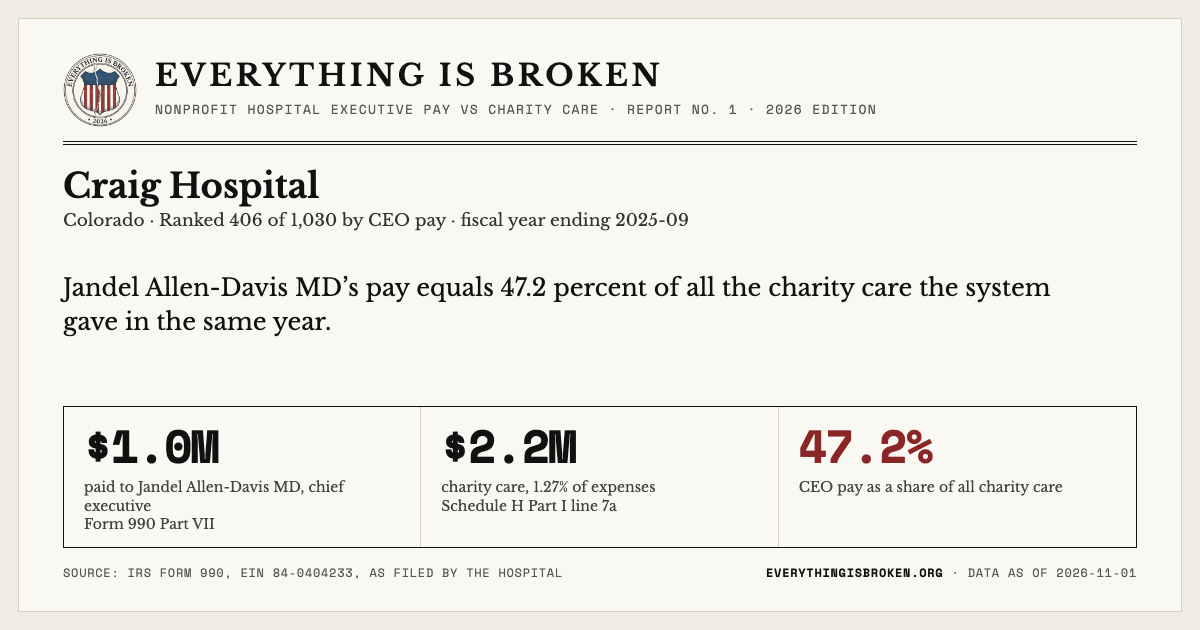 EVERYTHING IS BROKEN
· 2026 ·
EVERYTHING IS BROKEN
NONPROFIT HOSPITAL EXECUTIVE PAY VS CHARITY CARE · REPORT NO. 1 · 2026 EDITION
Craig Hospital
Colorado · Ranked 406 of 1,030 by CEO pay · fiscal year ending 2025-09
Jandel Allen-Davis MD’s pay equals 47.2 percent of all the charity care the system
gave in the same year.
$1.0M
paid to Jandel Allen-Davis MD, chief
executive
Form 990 Part VII
$2.2M
charity care, 1.27% of expenses
Schedule H Part I line 7a
47.2%
CEO pay as a share of all charity care
SOURCE: IRS FORM 990, EIN 84-0404233, AS FILED BY THE HOSPITAL
EVERYTHINGISBROKEN.ORG · DATA AS OF 2026-11-01